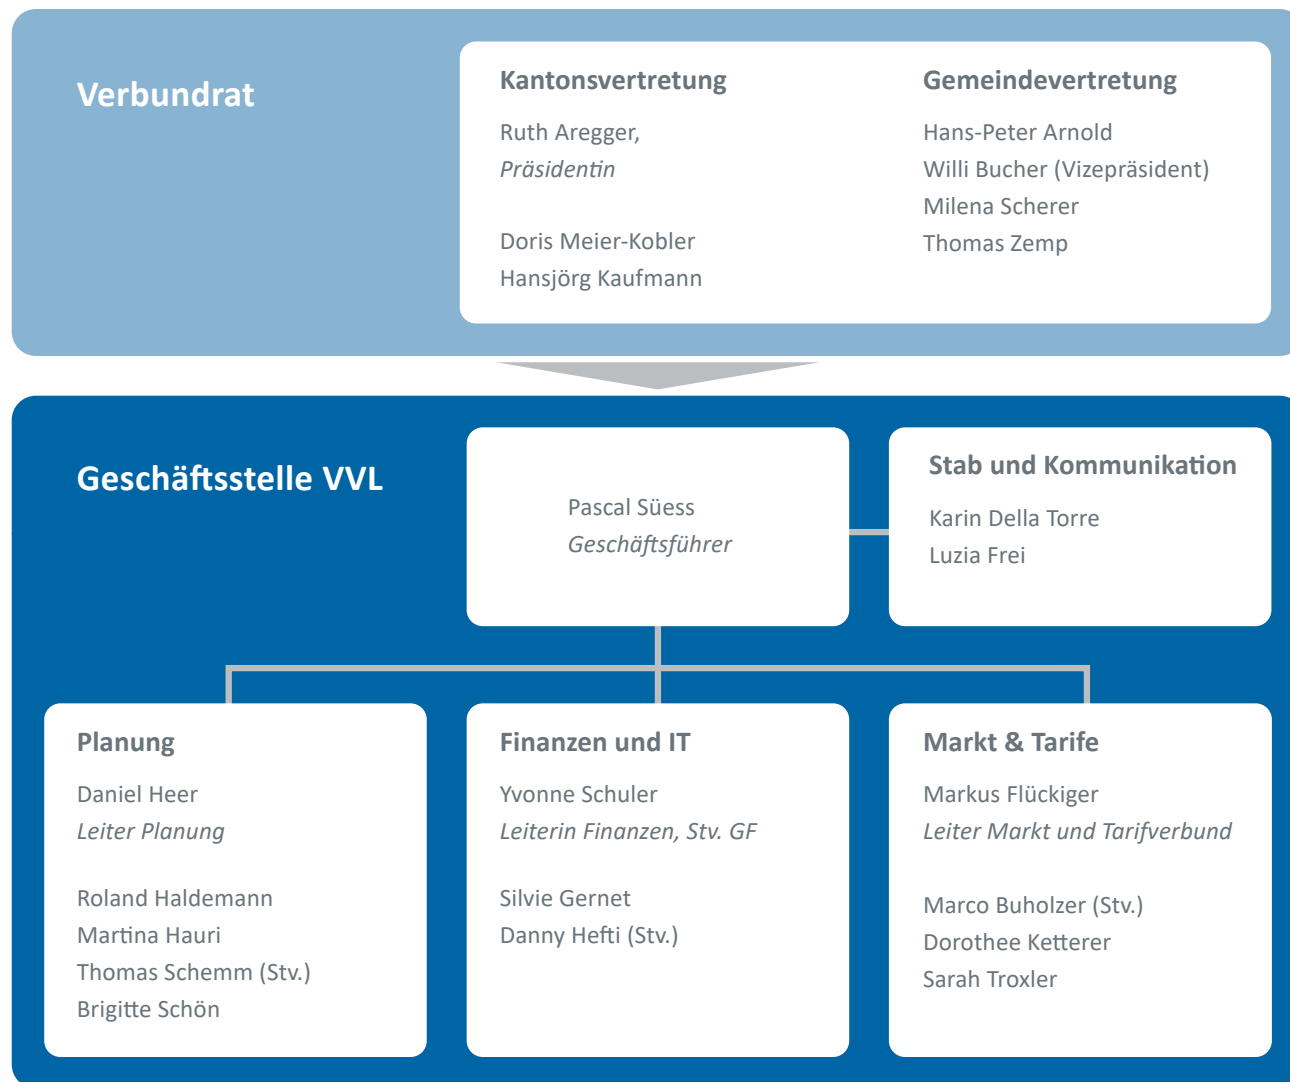 Verbundrat
Kantonsvertretung
Ruth Aregger,
Präsidentin
Doris Meier-Kobler
Hansjörg Kaufmann
Gemeindevertretung
Hans-Peter Arnold
Willi Bucher (Vizepräsident)
Milena Scherer
Thomas Zemp
Geschäftsstelle VVL
Pascal Süess
Geschäftsführer
Stab und Kommunikation
Karin Della Torre
Luzia Frei
Planung
Daniel Heer
Leiter Planung
Roland Haldemann
Martina Hauri
Thomas Schemm (Stv.)
Brigitte Schön
Finanzen und IT
Yvonne Schuler
Leiterin Finanzen, Stv. GF
Silvie Gernet
Danny Hefti (Stv.)
Markt & Tarife
Markus Flückiger
Leiter Markt und Tarifverbund
Marco Buholzer (Stv.)
Dorothee Ketterer
Sarah Troxler